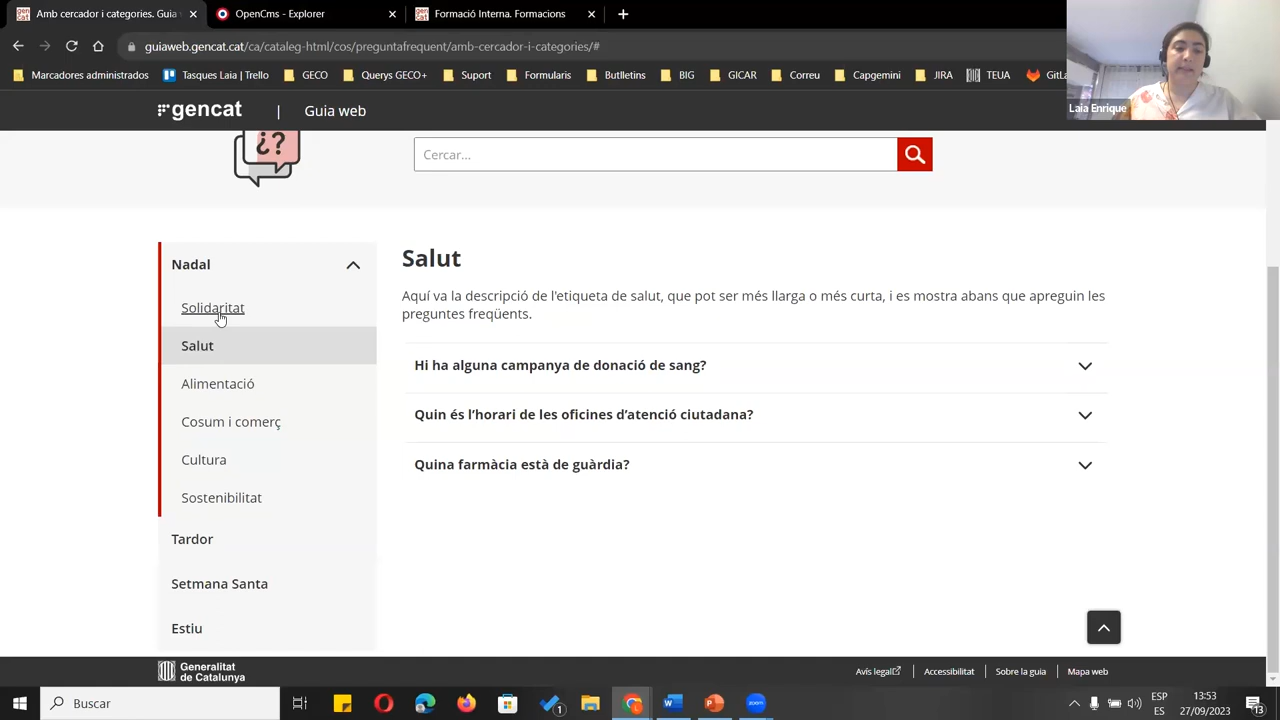 Amb cercador i categories. Guia
OpenCms - Explorer
Formació Interna. Formacions
guiaweb.gencat.cat/ca/cataleg-html/cos/preguntafrequent/amb-cercador-i-categories/#
Marcadores administrados
Tasques Laia | Trello
GECO
Querys GECO+
Suport
Formularis
Butlletins
BIG
GICAR
Correu
Capgemini
JIRA
TEUA
GitLa
Laia Enrique
gencat | Guia web
¿?
Cercar...
Nadal
Solidaritat
Salut
Alimentació
Cosum i comerç
Cultura
Sostenibilitat
Tardor
Setmana Santa
Estiu
Salut
Aquí va la descripció de l'etiqueta de salut, que pot ser més llarga o més curta, i es mostra abans que apreguin les
preguntes freqüents.
Hi ha alguna campanya de donació de sang?
Quin és l'horari de les oficines d'atenció ciutadana?
Quina farmàcia està de guàrdia?
Generalitat
de Catalunya
Avís legal
Accessibilitat
Sobre la guia
Mapa web
Buscar
1
zoom
ESP
ES
13:53
27/09/2023
13